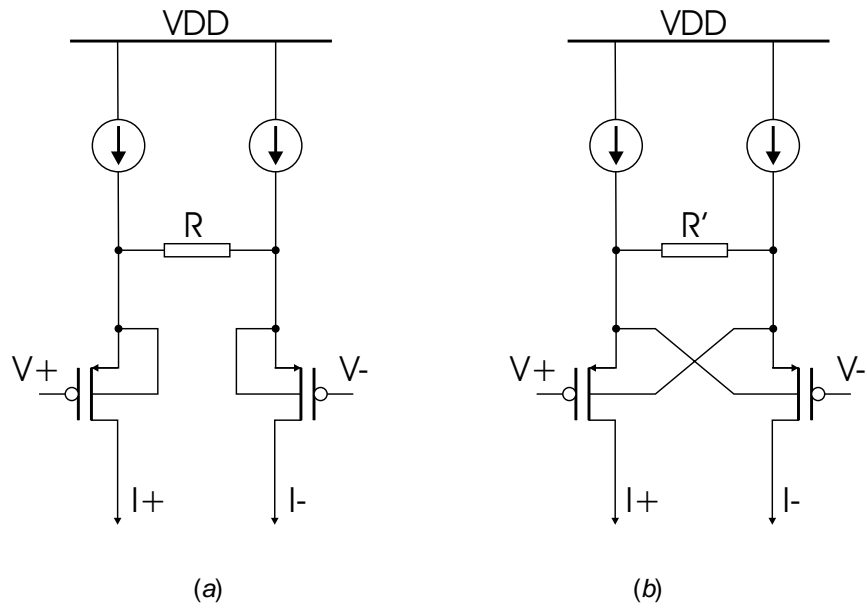 VDD
VDD
R
R'
V+
V-
V+
V-
I+
I-
I+
I-
(a)
(b)